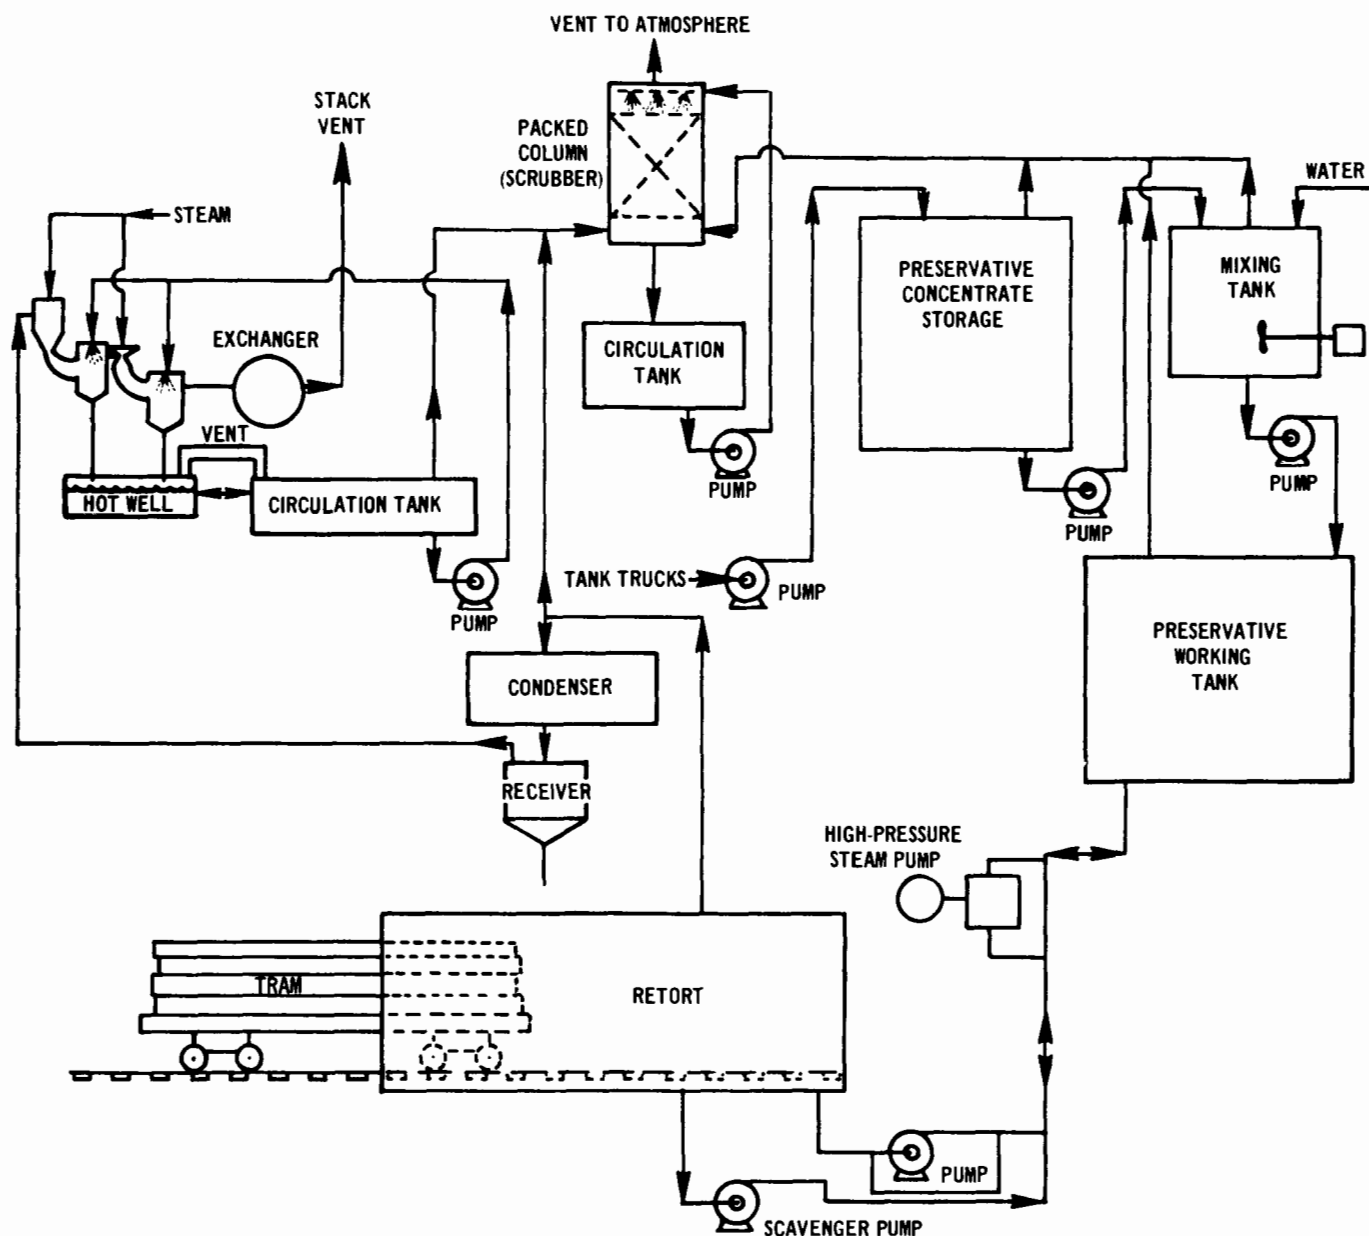 VENT TO ATMOSPHERE
STACK
VENT
PACKED
COLUMN
(SCRUBBER)
WATER
STEAM
PRESERVATIVE
CONCENTRATE
STORAGE
MIXING
TANK
EXCHANGER
CIRCULATION
TANK
VENT
PUMP
PUMP
HOT WELL
CIRCULATION TANK
PUMP
TANK TRUCKS
PUMP
PUMP
PRESERVATIVE
WORKING
TANK
CONDENSER
RECEIVER
HIGH-PRESSURE
STEAM PUMP
TRAM
RETORT
PUMP
SCAVENGER PUMP